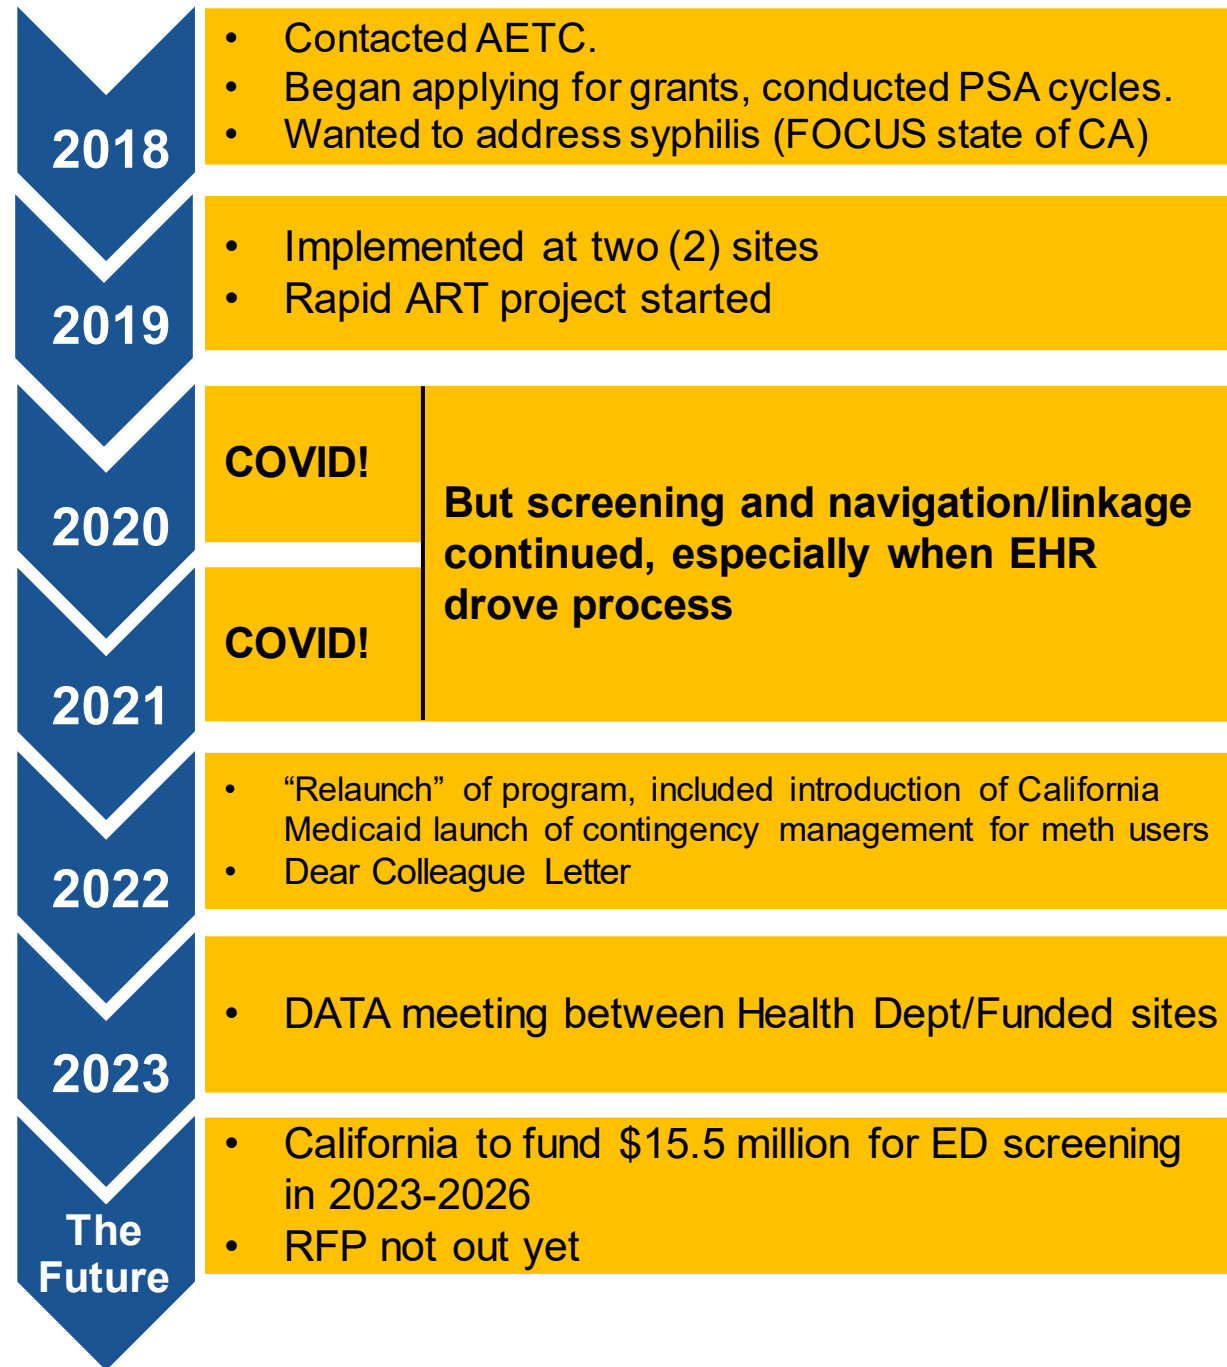 2018
• Contacted AETC.
• Began applying for grants, conducted PSA cycles.
• Wanted to address syphilis (FOCUS state of CA)
2019
• Implemented at two (2) sites
• Rapid ART project started
2020
COVID!
2021
COVID!
But screening and navigation/linkage
continued, especially when EHR
drove process
2022
• “Relaunch” of program, included introduction of California
Medicaid launch of contingency management for meth users
• Dear Colleague Letter
2023
• DATA meeting between Health Dept/Funded sites
The
Future
• California to fund $15.5 million for ED screening
in 2023-2026
• RFP not out yet